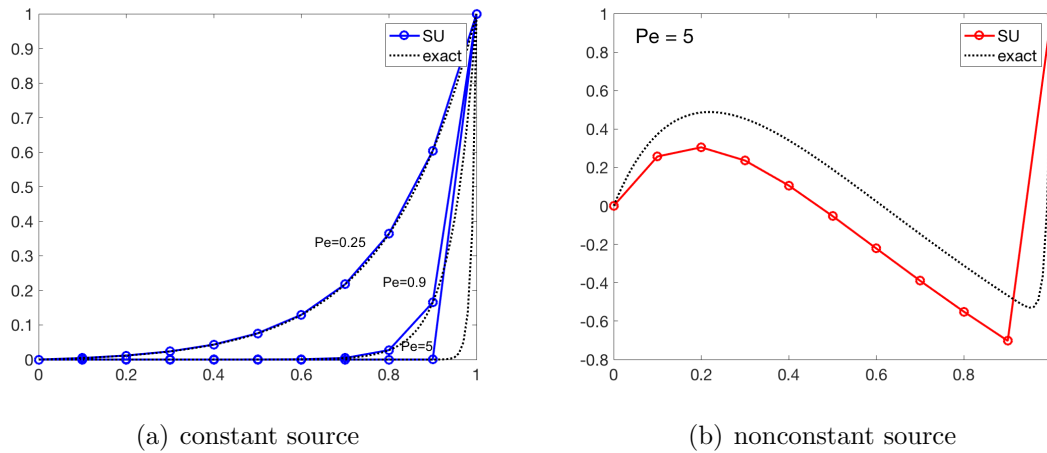 1
0.9
0.8
0.7
0.6
0.5
0.4
0.3
0.2
0.1
0
0 0.2 0.4 0.6 0.8 1
SU
exact
Pe=0.25
Pe=0.9
Pe=5
(a) constant source
1
0.8
0.6
0.4
0.2
0
-0.2
-0.4
-0.6
-0.8
0 0.2 0.4 0.6 0.8
Pe = 5
SU
exact
(b) nonconstant source